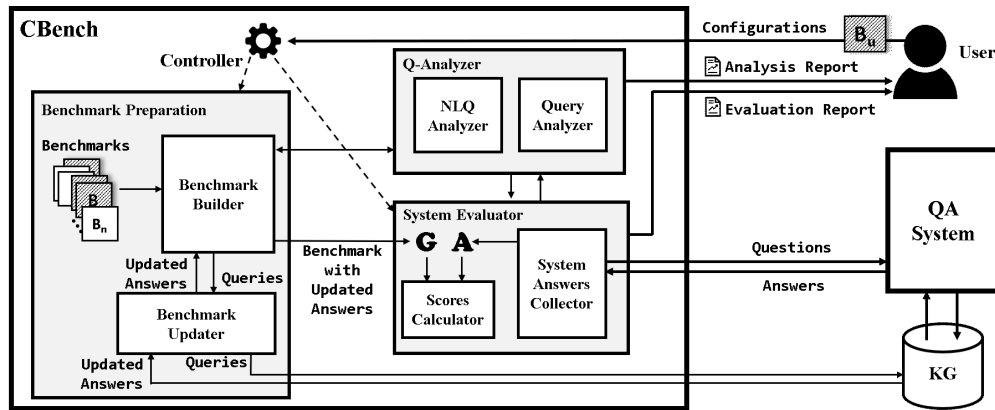 CBench
Controller
Configurations
B_u
User
Analysis Report
Evaluation Report
Q-Analyzer
NLQ
Analyzer
Query
Analyzer
Benchmark Preparation
Benchmarks
B
B_n
Benchmark
Builder
Updated
Answers
Queries
Benchmark
Updater
Updated
Answers
Queries
Benchmark
with
Updated
Answers
System Evaluator
G A
Scores
Calculator
System
Answers
Collector
Questions
Answers
QA
System
KG